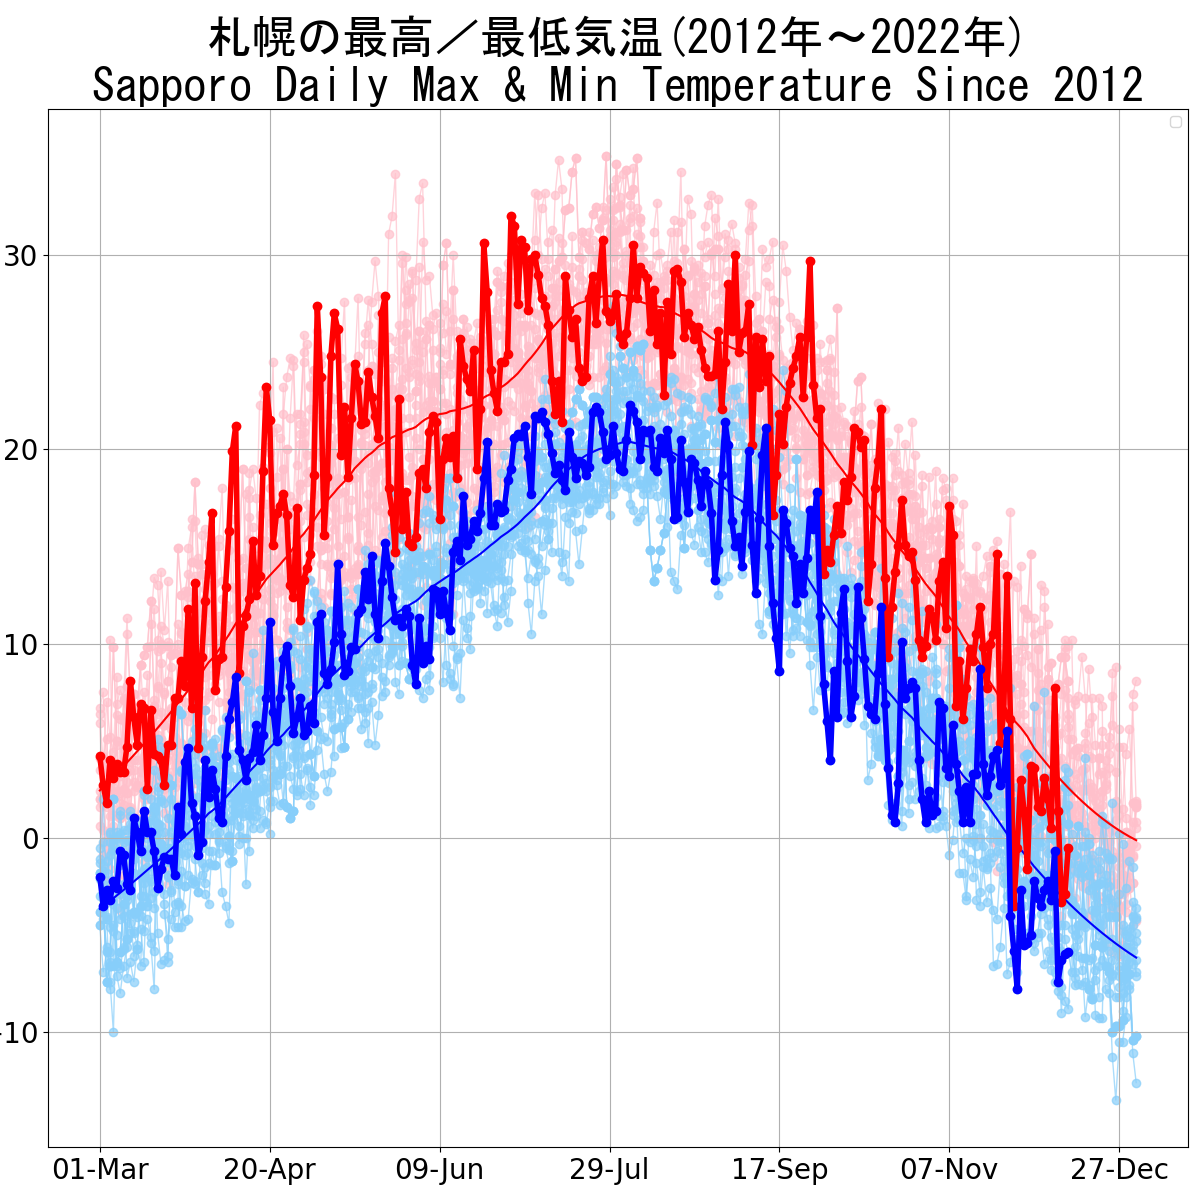 札幌の最高／最低気温(2012年～2022年)
Sapporo Daily Max & Min Temperature Since 2012
30
20
10
0
-10
01-Mar 20-Apr 09-Jun 29-Jul 17-Sep 07-Nov 27-Dec